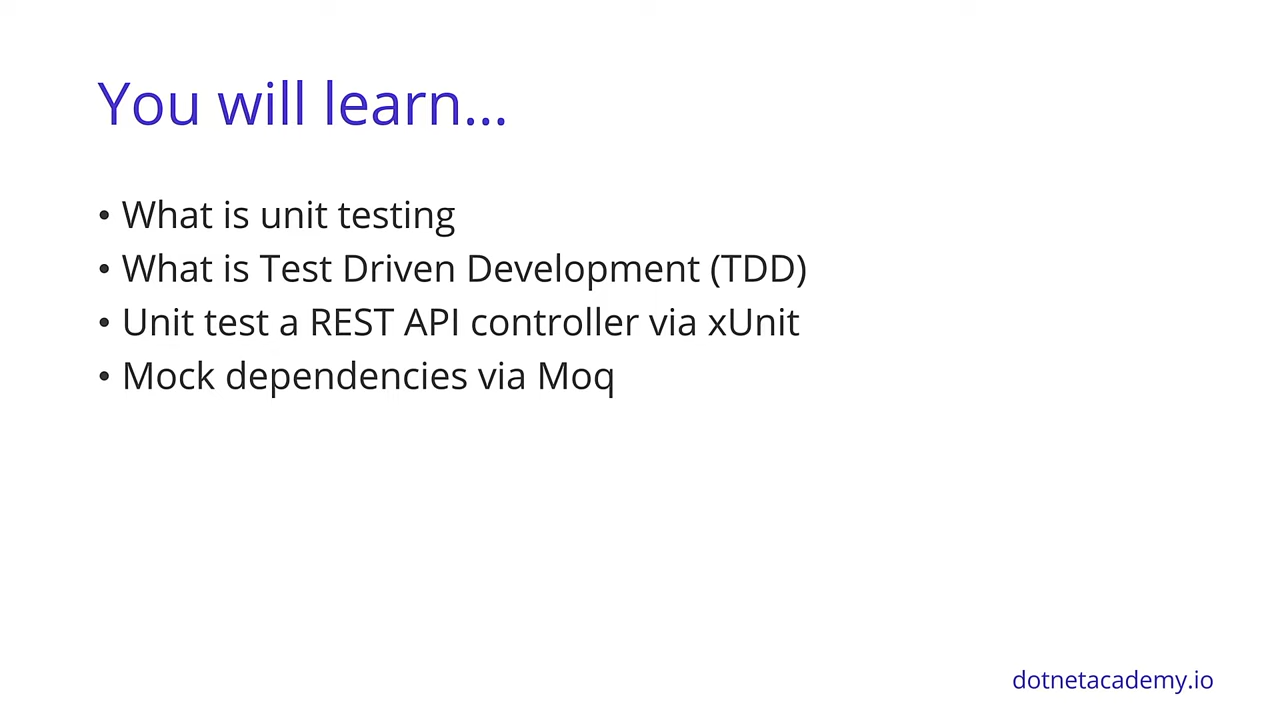 You will learn...
• What is unit testing
• What is Test Driven Development (TDD)
• Unit test a REST API controller via xUnit
• Mock dependencies via Moq
dotnetacademy.io